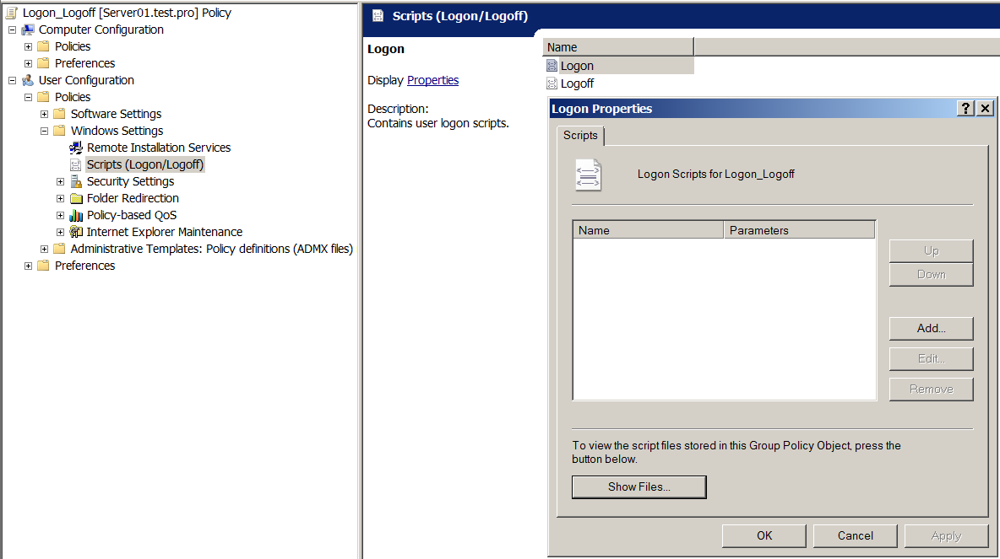 Logon_Logoff [Server01.test.pro] Policy
Computer Configuration
Policies
Preferences
User Configuration
Policies
Software Settings
Windows Settings
Remote Installation Services
Scripts (Logon/Logoff)
Security Settings
Folder Redirection
Policy-based QoS
Internet Explorer Maintenance
Administrative Templates: Policy definitions (ADMX files)
Preferences
Scripts (Logon/Logoff)
Logon
Display Properties
Description:
Contains user logon scripts.
Name
Logon
Logoff
Logon Properties
Scripts
Logon Scripts for Logon_Logoff
Name Parameters
Up
Down
Add...
Edit...
Remove
To view the script files stored in this Group Policy Object, press the
button below.
Show Files...
OK Cancel Apply